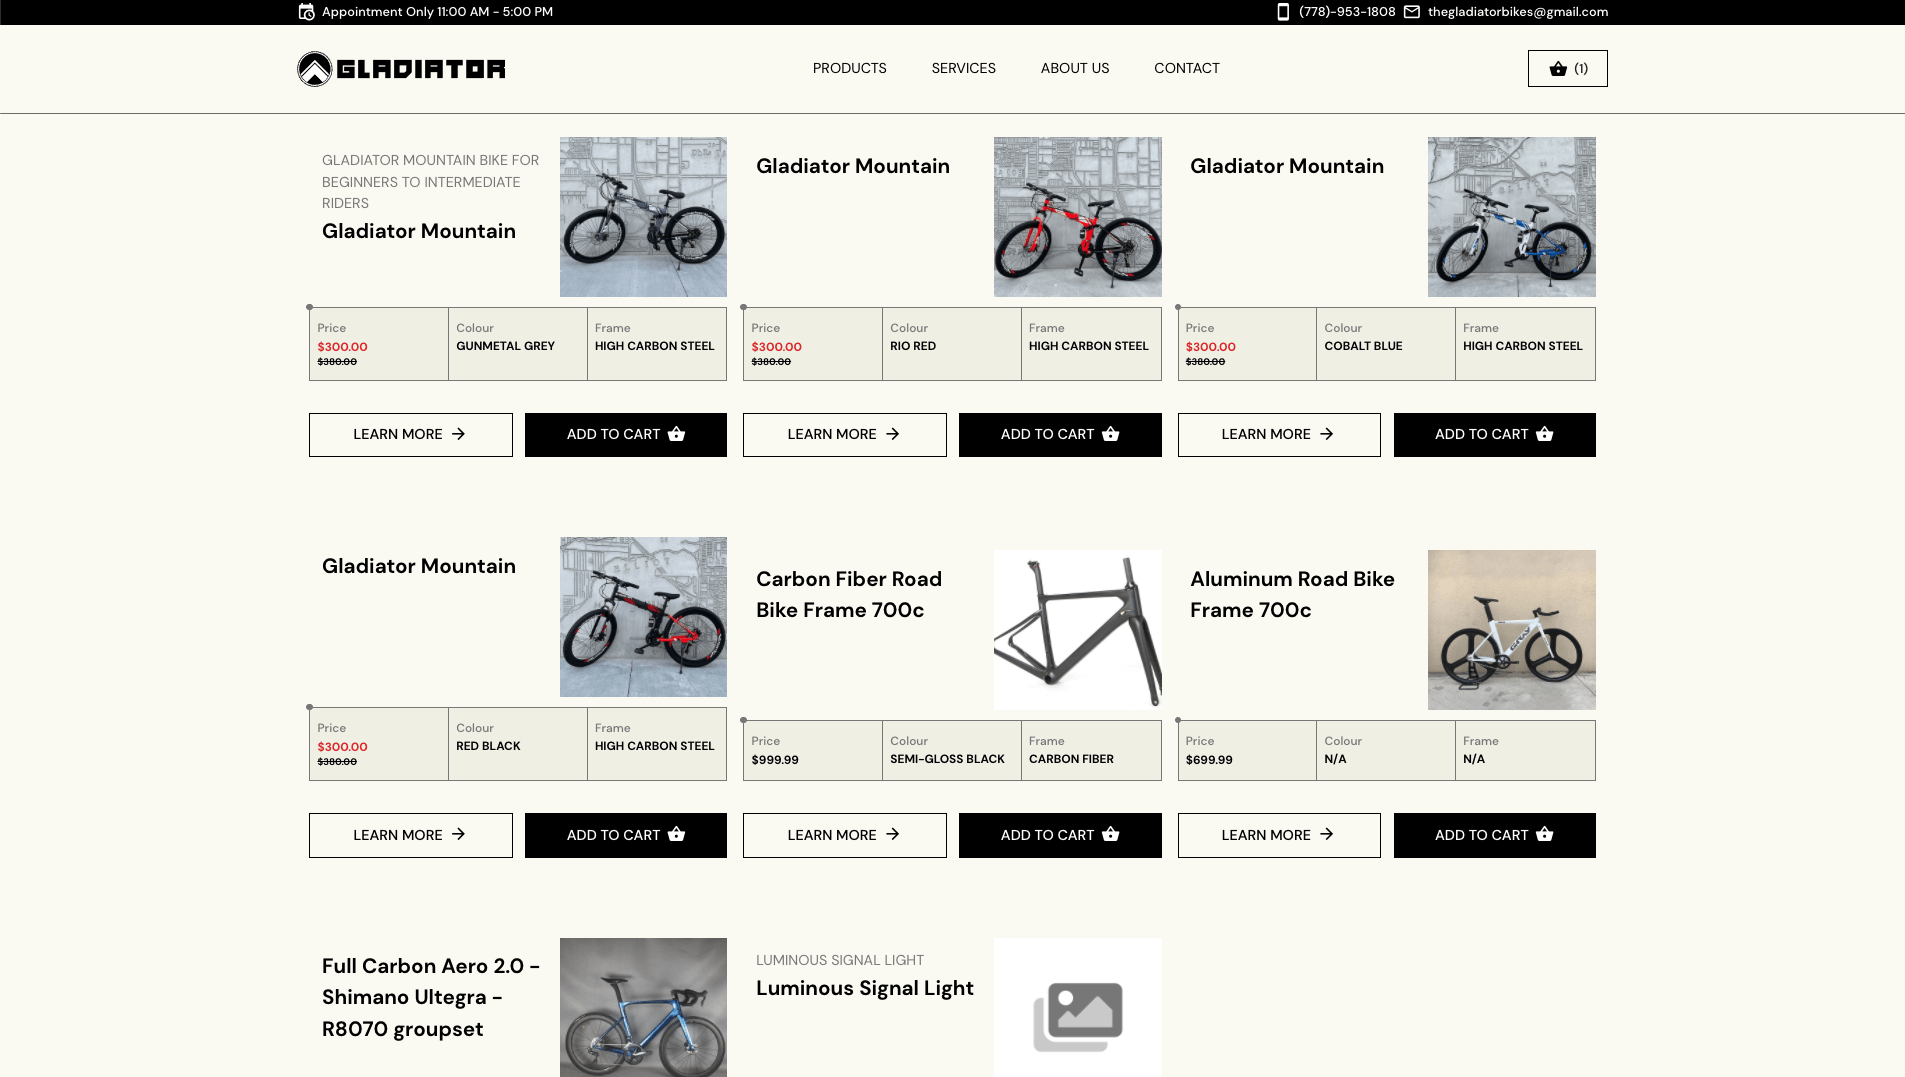 Appointment Only 11:00 AM - 5:00 PM
(778)-953-1808
thegladiatorbikes@gmail.com
GLADIATOR
PRODUCTS
SERVICES
ABOUT US
CONTACT
(1)
GLADIATOR MOUNTAIN BIKE FOR
BEGINNERS TO INTERMEDIATE
RIDERS
Gladiator Mountain
Price
$300.00
$380.00
Colour
GUNMETAL GREY
Frame
HIGH CARBON STEEL
LEARN MORE
ADD TO CART
Gladiator Mountain
Price
$300.00
$380.00
Colour
RIO RED
Frame
HIGH CARBON STEEL
LEARN MORE
ADD TO CART
Gladiator Mountain
Price
$300.00
$380.00
Colour
COBALT BLUE
Frame
HIGH CARBON STEEL
LEARN MORE
ADD TO CART
Gladiator Mountain
Price
$300.00
$380.00
Colour
RED BLACK
Frame
HIGH CARBON STEEL
LEARN MORE
ADD TO CART
Carbon Fiber Road
Bike Frame 700c
Price
$999.99
Colour
SEMI-GLOSS BLACK
Frame
CARBON FIBER
LEARN MORE
ADD TO CART
Aluminum Road Bike
Frame 700c
Price
$699.99
Colour
N/A
Frame
N/A
LEARN MORE
ADD TO CART
Full Carbon Aero 2.0 -
Shimano Ultegra -
R8070 groupset
LUMINOUS SIGNAL LIGHT
Luminous Signal Light